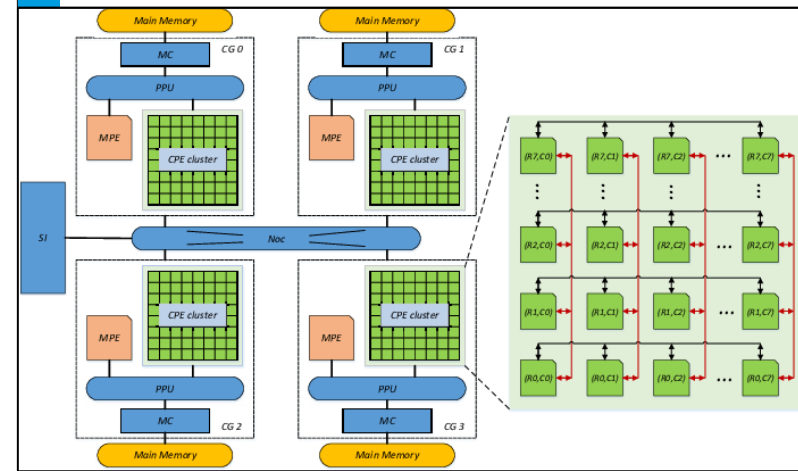 Main Memory
Main Memory
CG 0
CG 1
MC
MC
PPU
PPU
MPE
CPE cluster
MPE
CPE cluster
SI
Noc
MPE
CPE cluster
MPE
CPE cluster
PPU
PPU
MC
MC
CG 2
CG 3
Main Memory
Main Memory
(R7,C0) (R7,C1) (R7,C2) ... (R7,C7)
(R2,C0) (R2,C1) (R2,C2) ... (R2,C7)
(R1,C0) (R1,C1) (R1,C2) ... (R1,C7)
(R0,C0) (R0,C1) (R0,C2) ... (R0,C7)